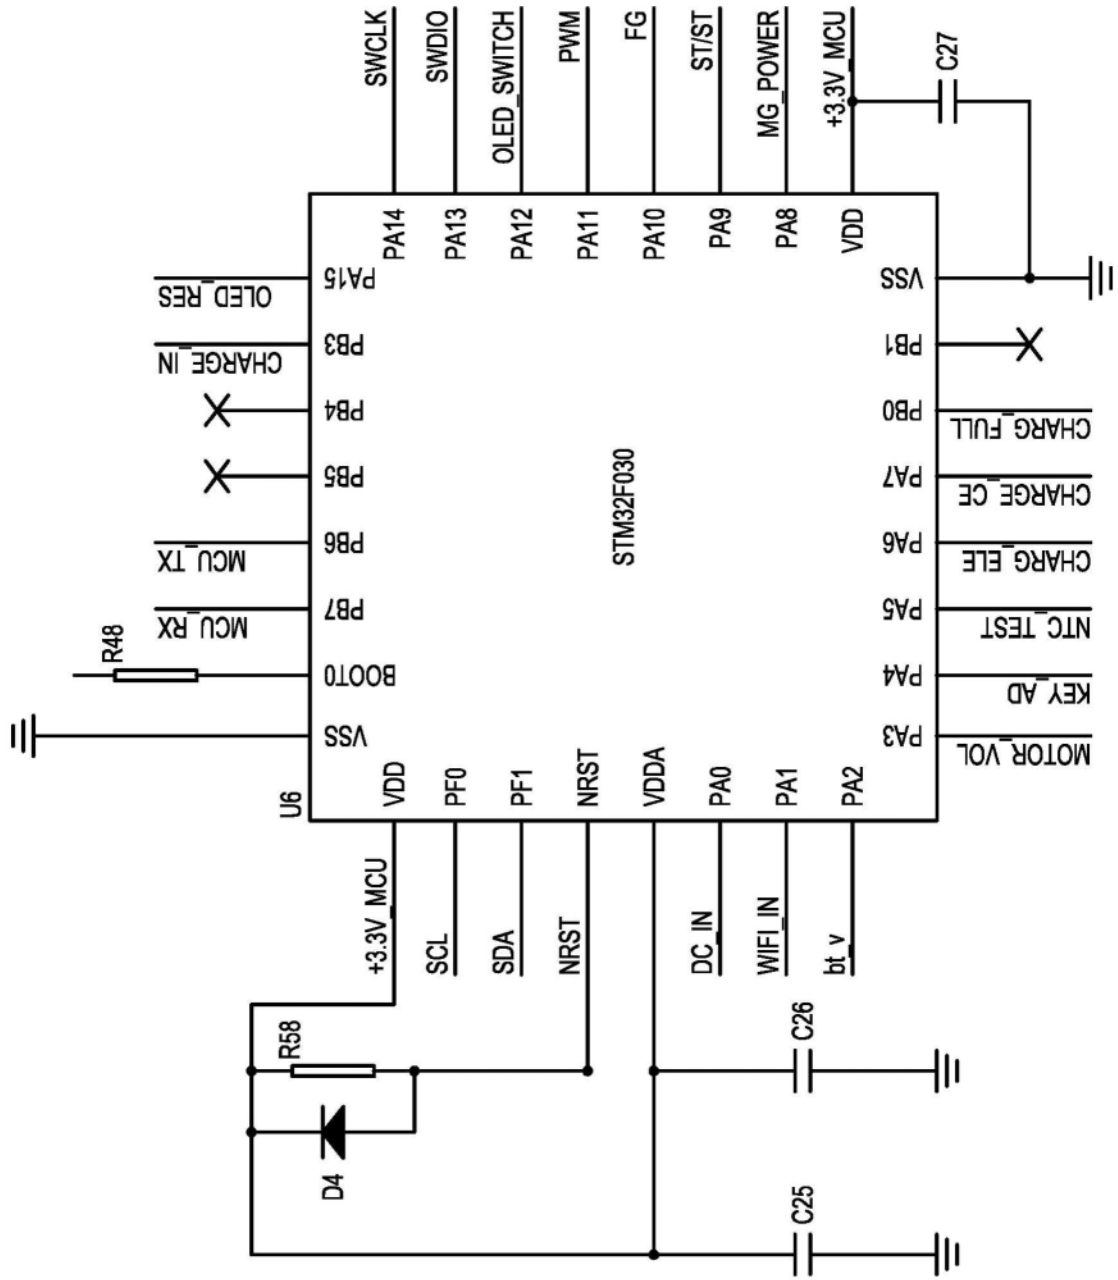 SWCLK
SWDIO
OLED_SWITCH
PWM
FG
ST/ST
MG_POWER
+3.3V_MCU
C27
PA14
PA13
PA12
PA11
PA10
PA9
PA8
VDD
OLED_RES
PA15
VSS
CHARGE_IN
PB3
PB1
PB4
PB0
CHARG_FULL
PB5
PA7
CHARGE_CE
STM32F030
MCU_TX
PB6
PA6
CHARG_ELE
MCU_RX
PB7
PA5
NTC_TEST
R48
BOOT0
PA4
KEY_AD
VSS
PA3
MOTOR_VOL
U6
VDD
PF0
PF1
NRST
VDDA
PA0
PA1
PA2
+3.3V_MCU
SCL
SDA
NRST
DC_IN
WIFI_IN
bt_v
R58
C26
D4
C25